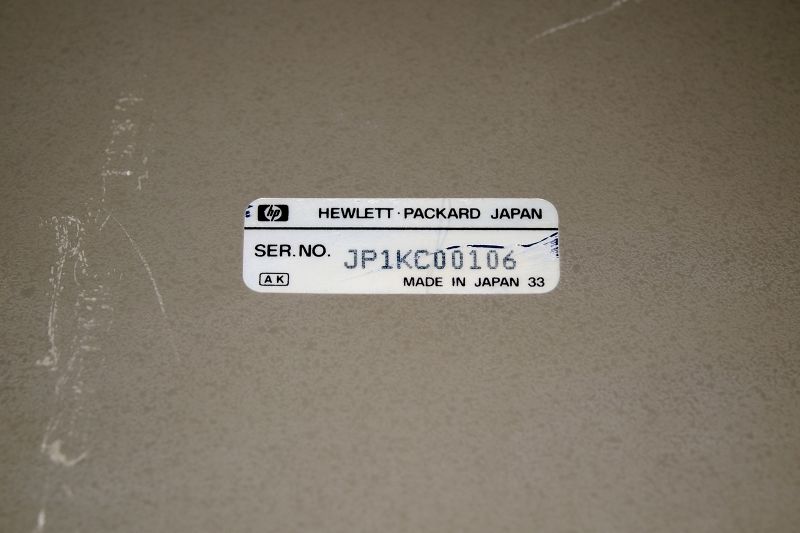 hp HEWLETT·PACKARD JAPAN
SER.NO. JP1KC00106
AK MADE IN JAPAN 33